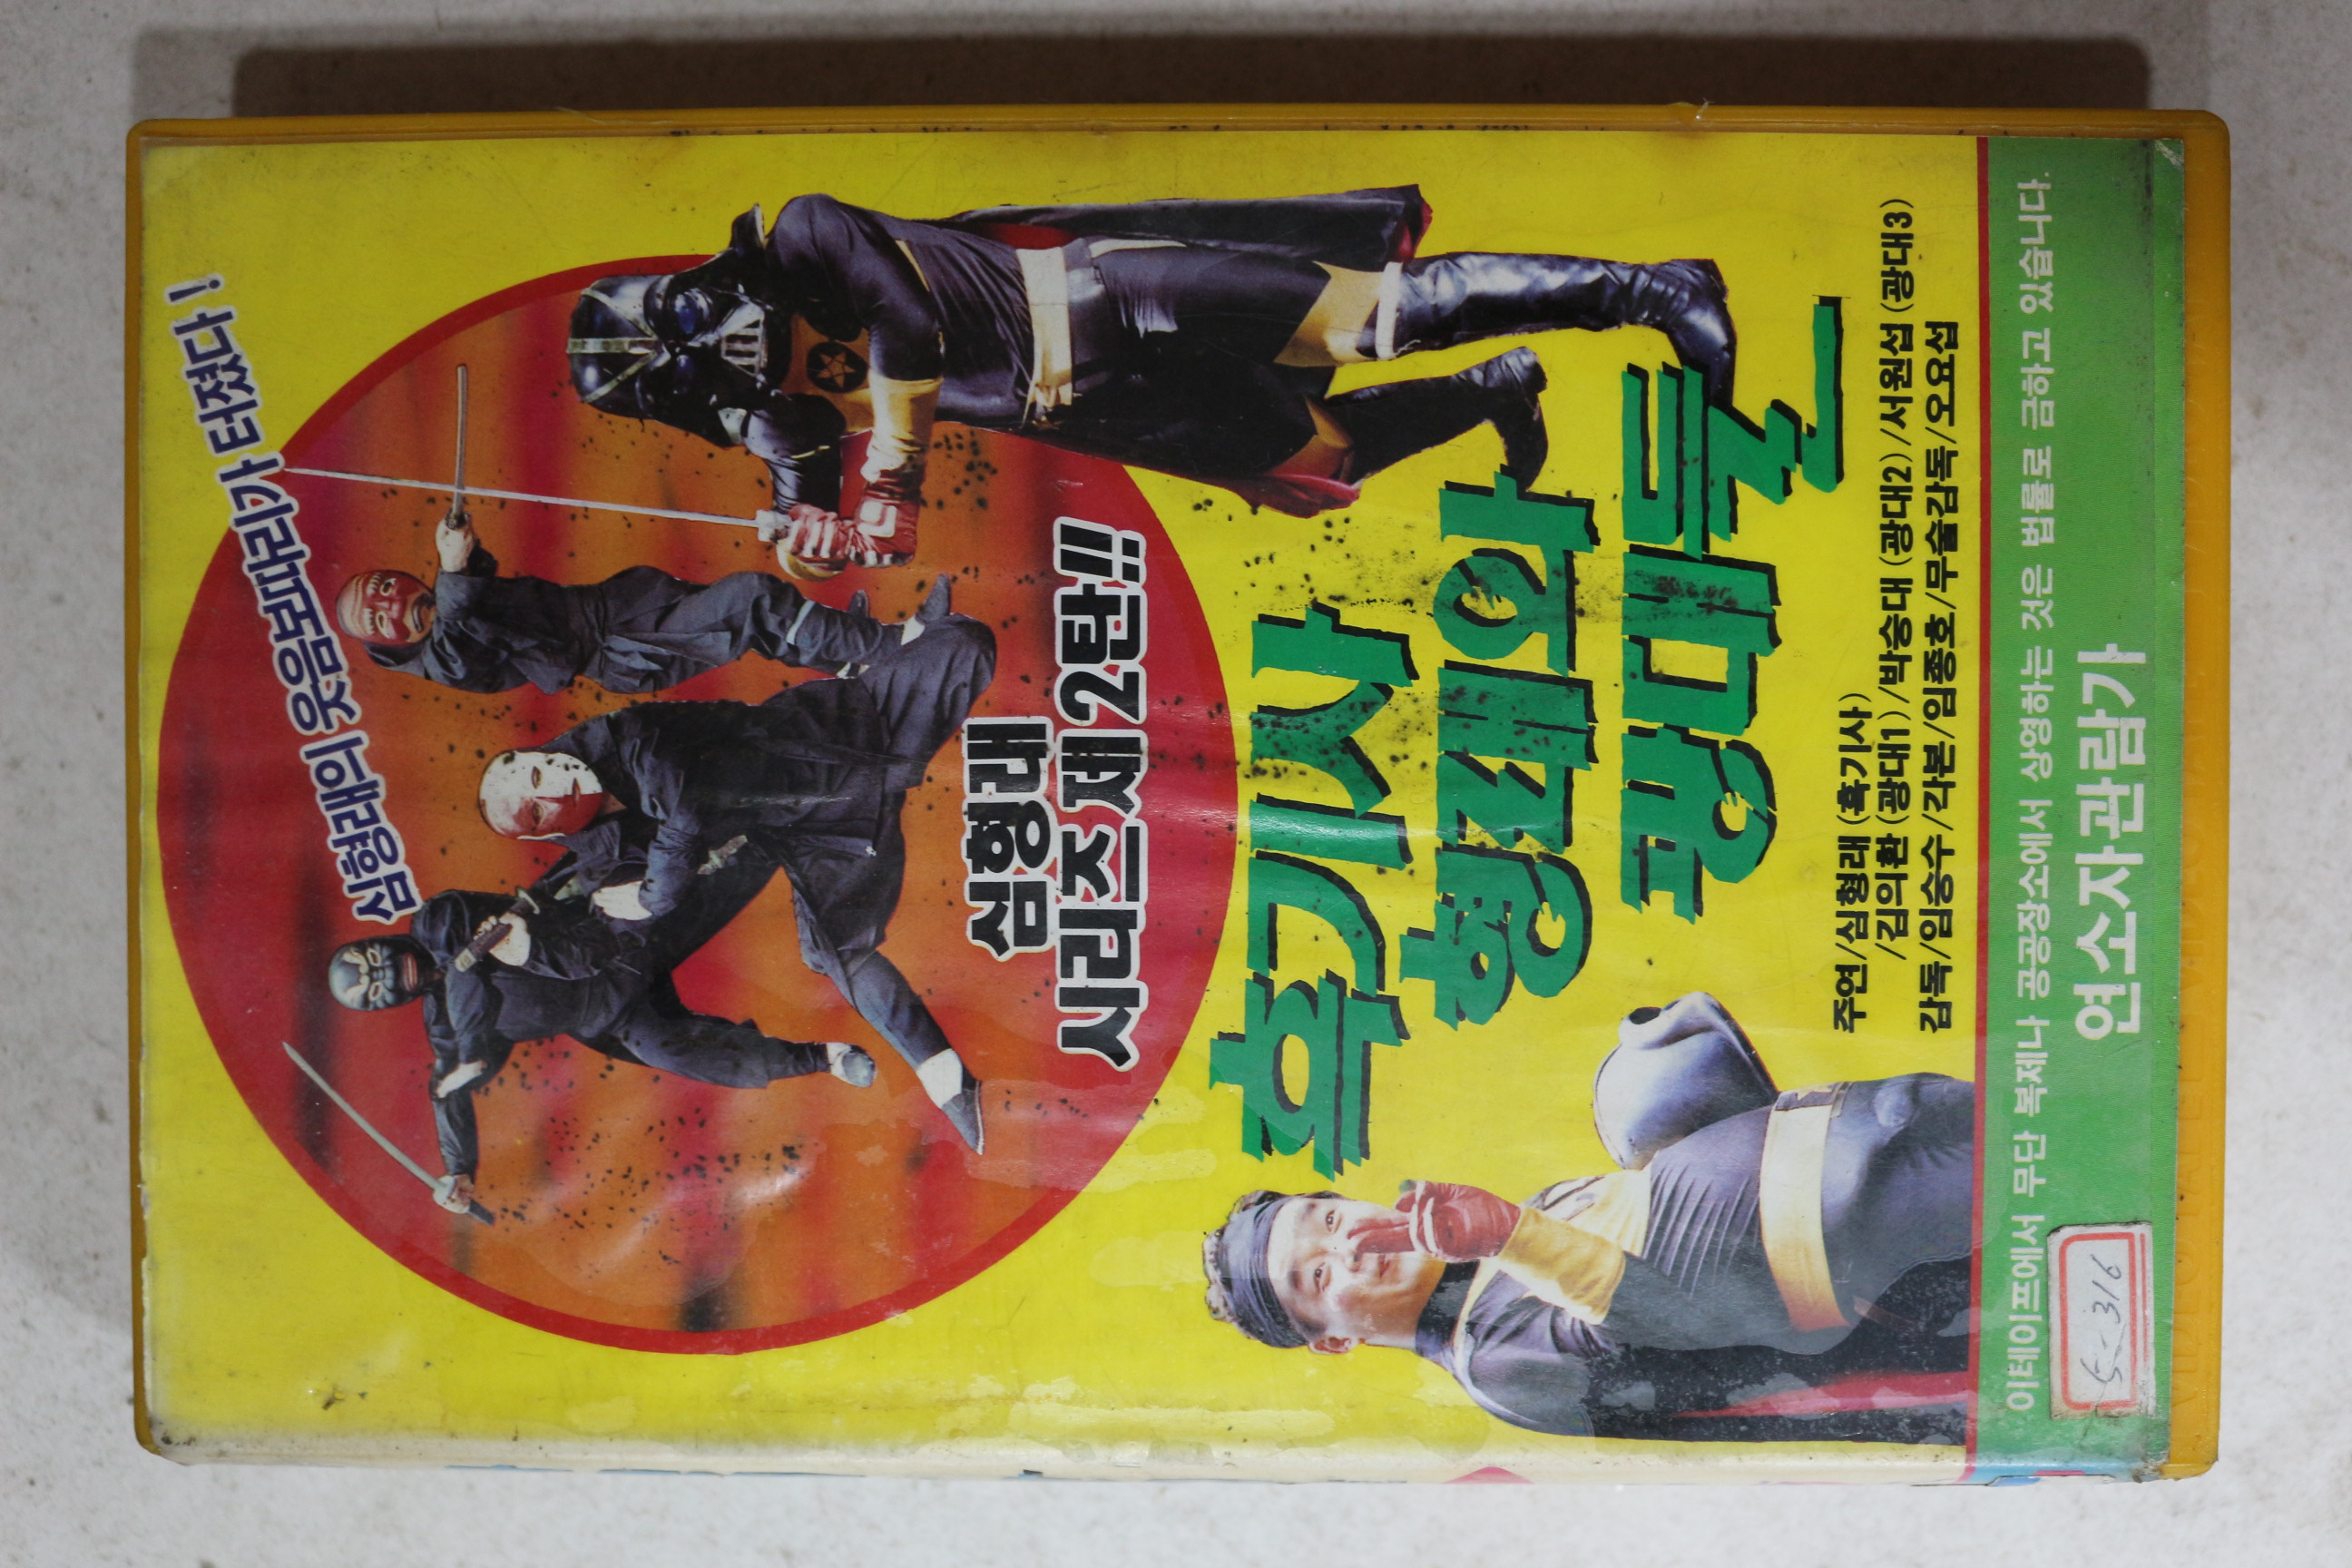 심형래의 웃음보따리가 터졌다!
심형래
시리즈 제2탄!!
흑기사
형래와
광대들
주연/심형래(흑기사)
/김의환(광대1)/박승대(광대2)/서원섭(광대3)
감독/임승수/각본/임종호/무술감독/오요섭
이테이프에서 무단 복제나 공공장소에서 상영하는 것은 법률로 금하고 있습니다.
연소자관람가
5-316